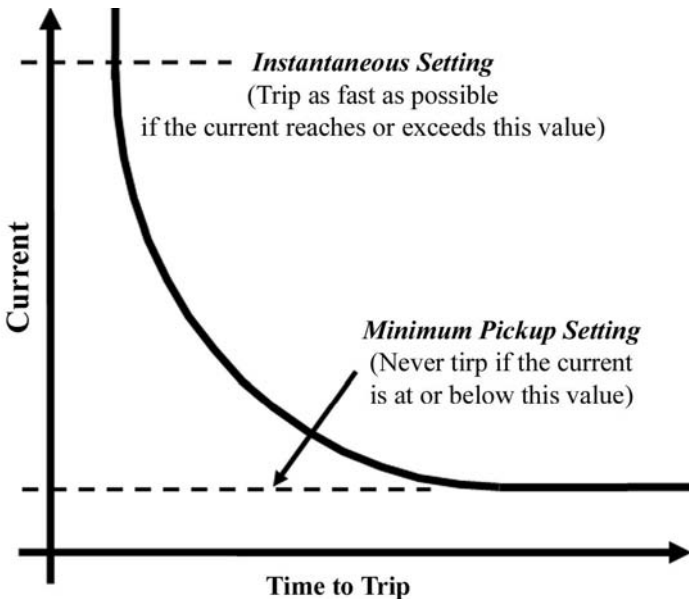 Instantaneous Setting
(Trip as fast as possible
if the current reaches or exceeds this value)
Current
Minimum Pickup Setting
(Never tirp if the current
is at or below this value)
Time to Trip